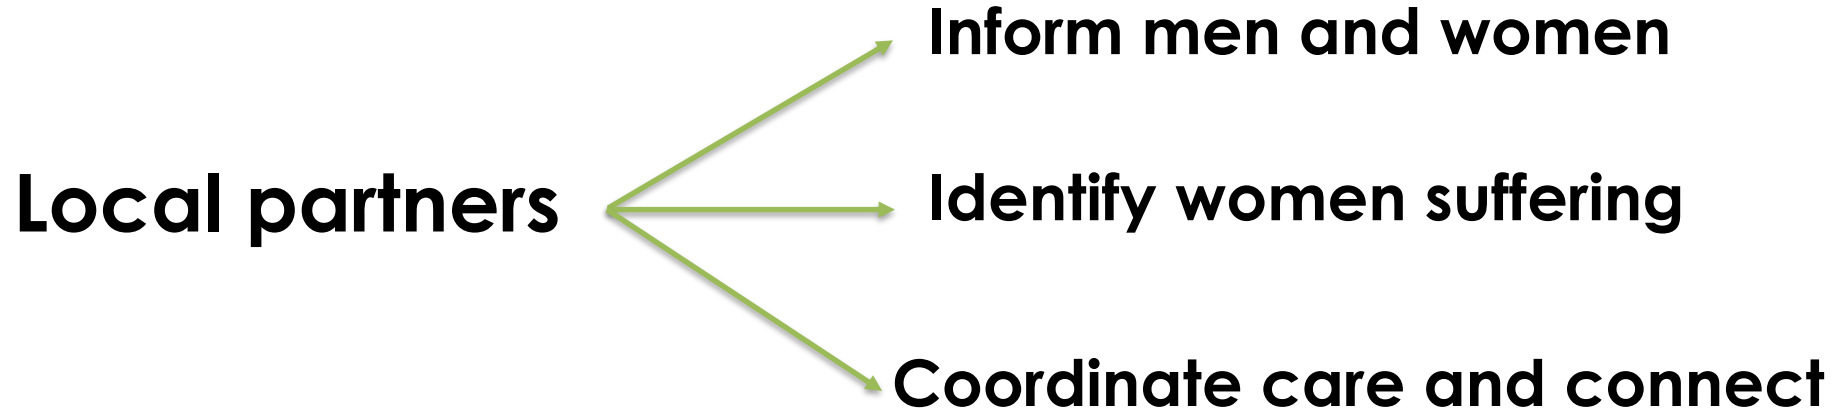 Inform men and women
Local partners
Identify women suffering
Coordinate care and connect